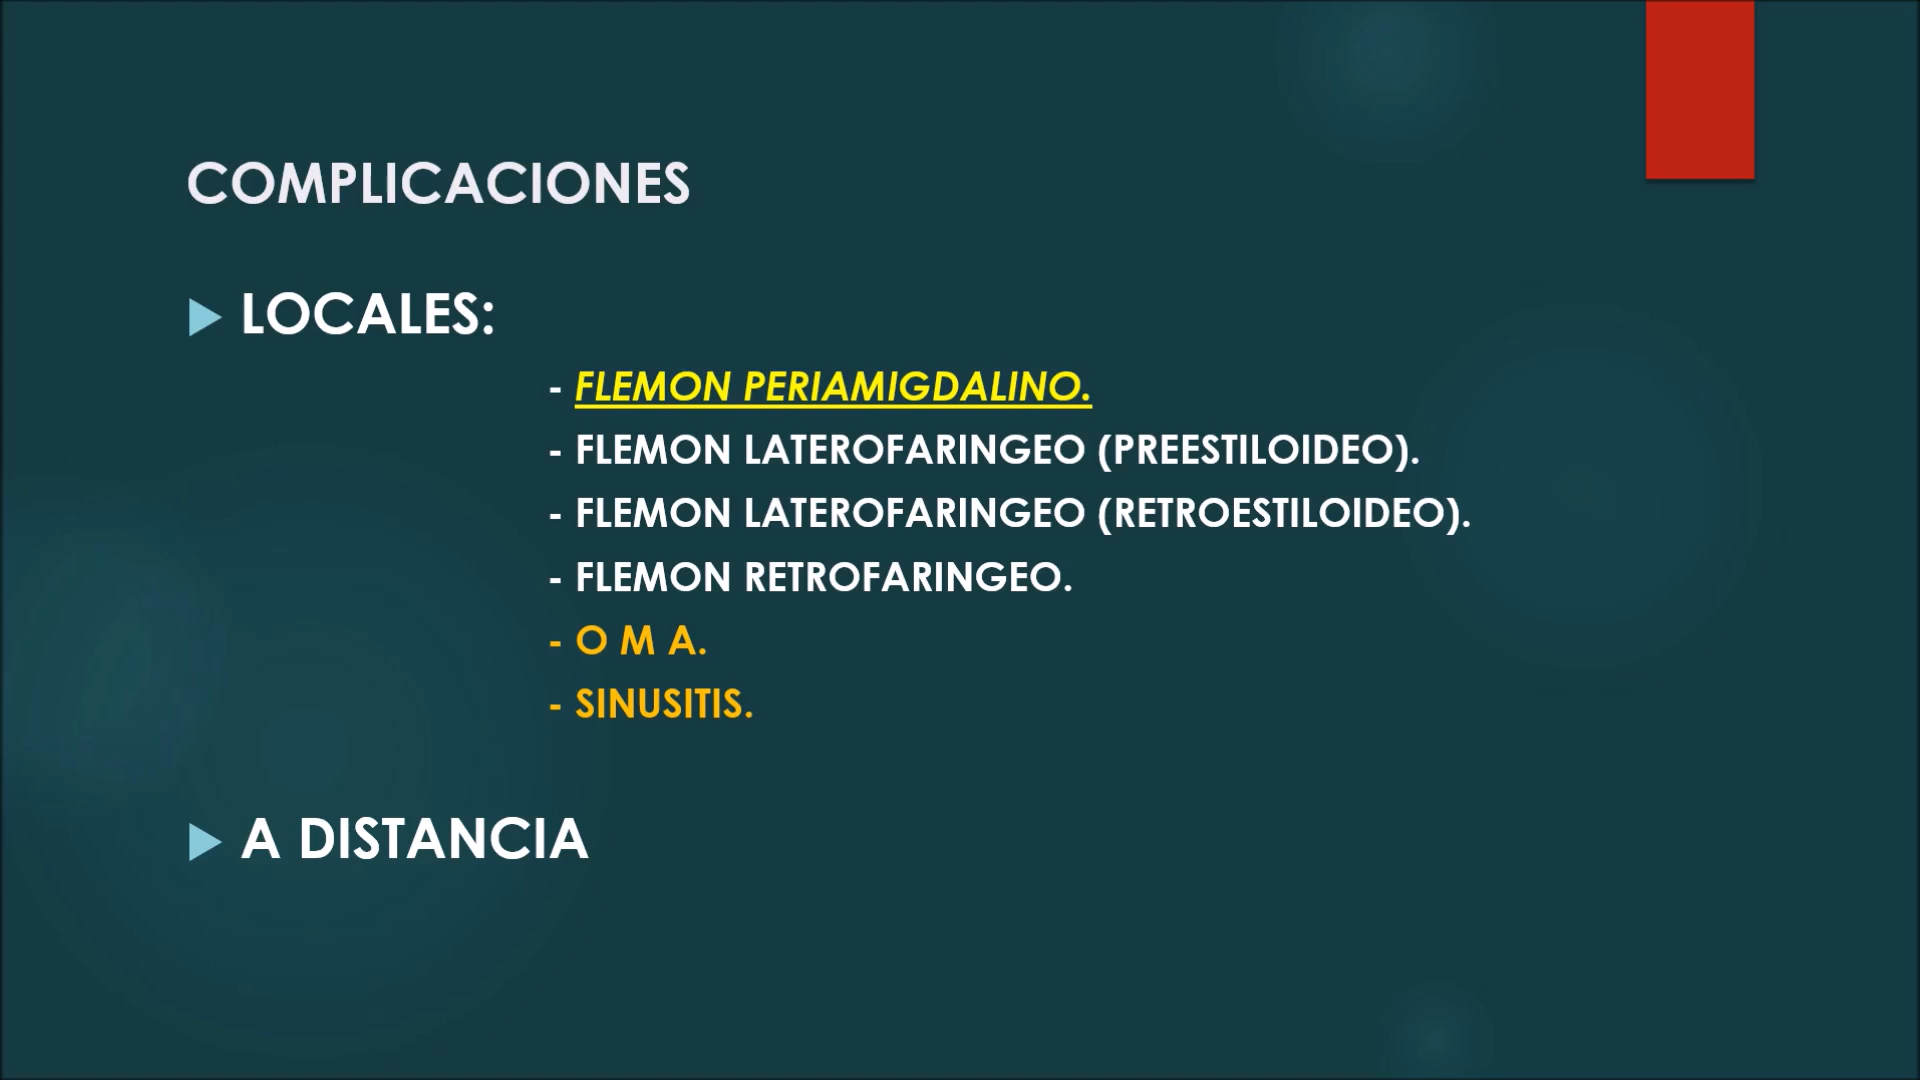 COMPLICACIONES
LOCALES:
- FLEMON PERIAMIGDALINO.
- FLEMON LATEROFARINGEO (PREESTILOIDEO).
- FLEMON LATEROFARINGEO (RETROESTILOIDEO).
- FLEMON RETROFARINGEO.
- O M A.
- SINUSITIS.
A DISTANCIA